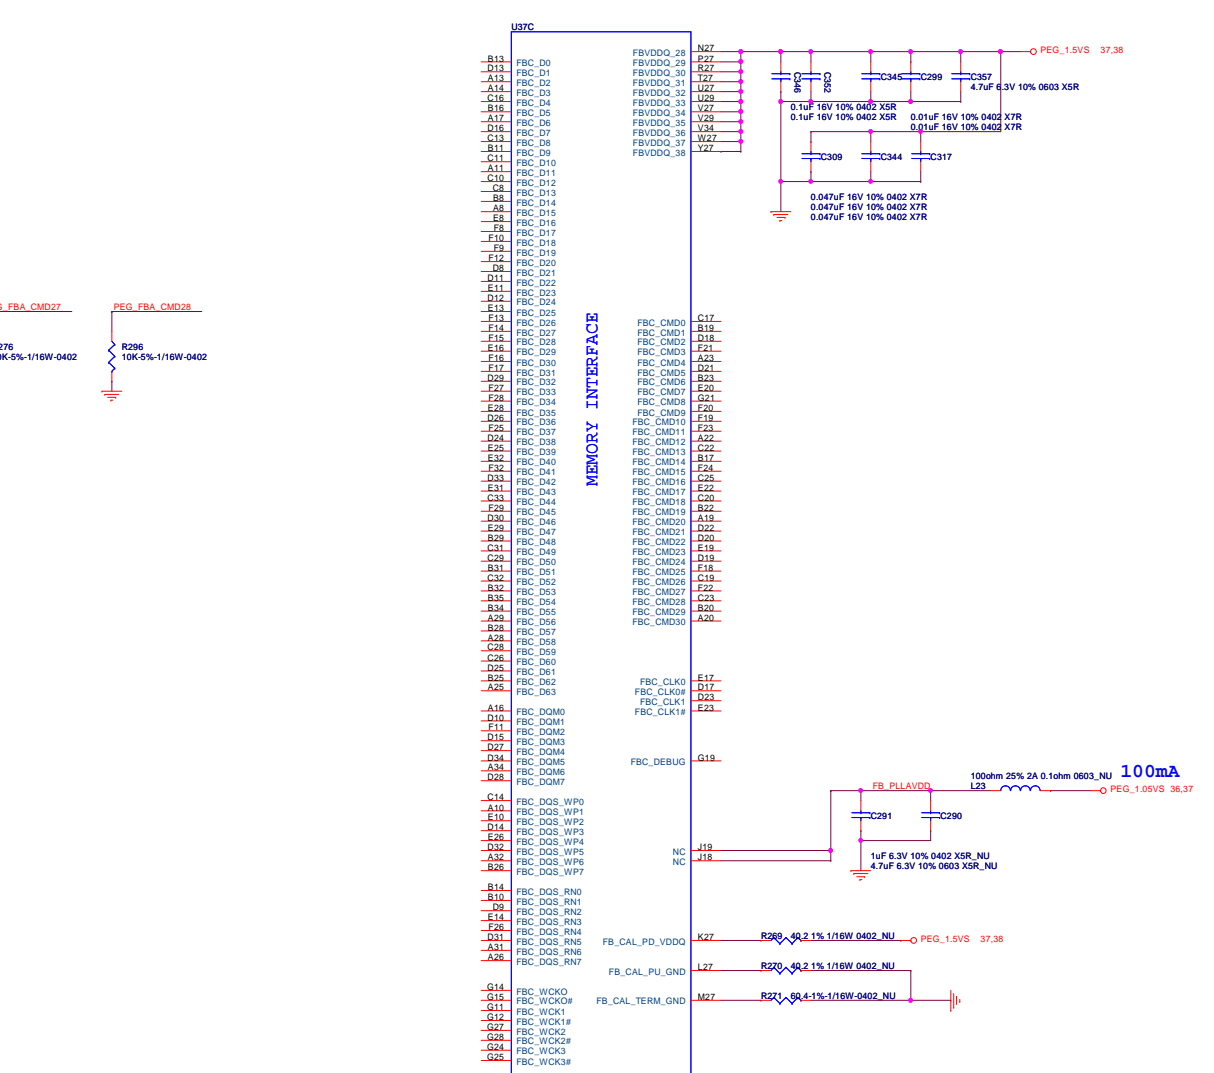 U37C
B13 FBC_D0
D13 FBC_D1
A13 FBC_D2
A14 FBC_D3
C16 FBC_D4
B16 FBC_D5
A17 FBC_D6
D16 FBC_D7
C13 FBC_D8
B11 FBC_D9
C11 FBC_D10
A11 FBC_D11
C10 FBC_D12
C8 FBC_D13
B8 FBC_D14
A8 FBC_D15
E8 FBC_D16
F8 FBC_D17
F10 FBC_D18
F9 FBC_D19
F12 FBC_D20
D8 FBC_D21
D11 FBC_D22
E11 FBC_D23
D12 FBC_D24
E13 FBC_D25
F13 FBC_D26
F14 FBC_D27
F15 FBC_D28
E16 FBC_D29
F16 FBC_D30
F17 FBC_D31
D29 FBC_D32
F27 FBC_D33
F28 FBC_D34
E28 FBC_D35
D26 FBC_D36
F25 FBC_D37
D24 FBC_D38
E25 FBC_D39
E32 FBC_D40
F32 FBC_D41
D33 FBC_D42
E31 FBC_D43
C33 FBC_D44
F29 FBC_D45
D30 FBC_D46
E29 FBC_D47
B29 FBC_D48
C31 FBC_D49
C29 FBC_D50
B31 FBC_D51
C32 FBC_D52
B32 FBC_D53
B35 FBC_D54
B34 FBC_D55
A29 FBC_D56
B28 FBC_D57
A28 FBC_D58
C28 FBC_D59
C26 FBC_D60
D25 FBC_D61
B25 FBC_D62
A25 FBC_D63
A16 FBC_DQM0
D10 FBC_DQM1
F11 FBC_DQM2
D15 FBC_DQM3
D27 FBC_DQM4
D34 FBC_DQM5
A34 FBC_DQM6
D28 FBC_DQM7
C14 FBC_DQS_WP0
A10 FBC_DQS_WP1
E10 FBC_DQS_WP2
D14 FBC_DQS_WP3
E26 FBC_DQS_WP4
D32 FBC_DQS_WP5
A32 FBC_DQS_WP6
B26 FBC_DQS_WP7
B14 FBC_DQS_RN0
B10 FBC_DQS_RN1
D9 FBC_DQS_RN2
E14 FBC_DQS_RN3
F26 FBC_DQS_RN4
D31 FBC_DQS_RN5
A31 FBC_DQS_RN6
A26 FBC_DQS_RN7
G14 FBC_WCKO
G15 FBC_WCKO#
G11 FBC_WCK1
G12 FBC_WCK1#
G27 FBC_WCK2
G28 FBC_WCK2#
G24 FBC_WCK3
G25 FBC_WCK3#
MEMORY INTERFACE
FBVDDQ_28 N27
FBVDDQ_29 P27
FBVDDQ_30 R27
FBVDDQ_31 T27
FBVDDQ_32 U27
FBVDDQ_33 U29
FBVDDQ_34 V27
FBVDDQ_35 V29
FBVDDQ_36 V34
FBVDDQ_37 W27
FBVDDQ_38 Y27
FBC_CMD0 C17
FBC_CMD1 B19
FBC_CMD2 D18
FBC_CMD3 F21
FBC_CMD4 A23
FBC_CMD5 D21
FBC_CMD6 B23
FBC_CMD7 E20
FBC_CMD8 G21
FBC_CMD9 F20
FBC_CMD10 F19
FBC_CMD11 F23
FBC_CMD12 A22
FBC_CMD13 C22
FBC_CMD14 B17
FBC_CMD15 F24
FBC_CMD16 C25
FBC_CMD17 E22
FBC_CMD18 C20
FBC_CMD19 B22
FBC_CMD20 A19
FBC_CMD21 D22
FBC_CMD22 D20
FBC_CMD23 E19
FBC_CMD24 D19
FBC_CMD25 F18
FBC_CMD26 C19
FBC_CMD27 F22
FBC_CMD28 C23
FBC_CMD29 B20
FBC_CMD30 A20
FBC_CLK0 E17
FBC_CLK0# D17
FBC_CLK1 D23
FBC_CLK1# E23
FBC_DEBUG G19
NC J19
NC J18
FB_CAL_PD_VDDQ K27
FB_CAL_PU_GND L27
FB_CAL_TERM_GND M27
PEG_1.5VS 37,38
C346 C352 C345 C299 C357
4.7uF 6.3V 10% 0603 X5R
0.1uF 16V 10% 0402 X5R
0.1uF 16V 10% 0402 X5R
0.01uF 16V 10% 0402 X7R
0.01uF 16V 10% 0402 X7R
C309 C344 C317
0.047uF 16V 10% 0402 X7R
0.047uF 16V 10% 0402 X7R
0.047uF 16V 10% 0402 X7R
_FBA_CMD27
PEG_FBA_CMD28
276
R296
K-5%-1/16W-0402
10K-5%-1/16W-0402
100ohm 25% 2A 0.1ohm 0603_NU
100mA
FB_PLLAVDD
L23
PEG_1.05VS 36,37
C291 C290
1uF 6.3V 10% 0402 X5R_NU
4.7uF 6.3V 10% 0603 X5R_NU
R269 40.2 1% 1/16W 0402_NU
PEG_1.5VS 37,38
R270 40.2 1% 1/16W 0402_NU
R271 60.4-1%-1/16W-0402_NU